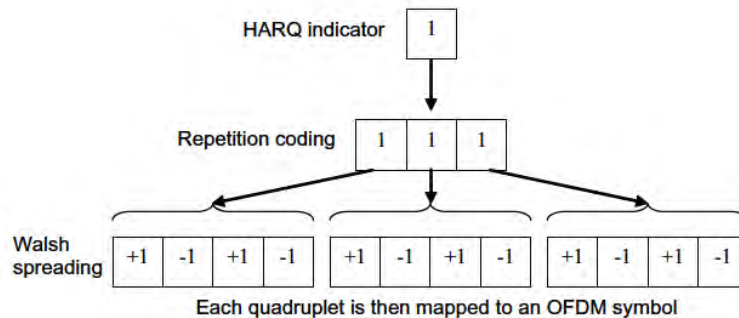 HARQ indicator 1
Repetition coding 1 1 1
Walsh
spreading +1 -1 +1 -1 +1 -1 +1 -1 +1 -1 +1 -1
Each quadruplet is then mapped to an OFDM symbol